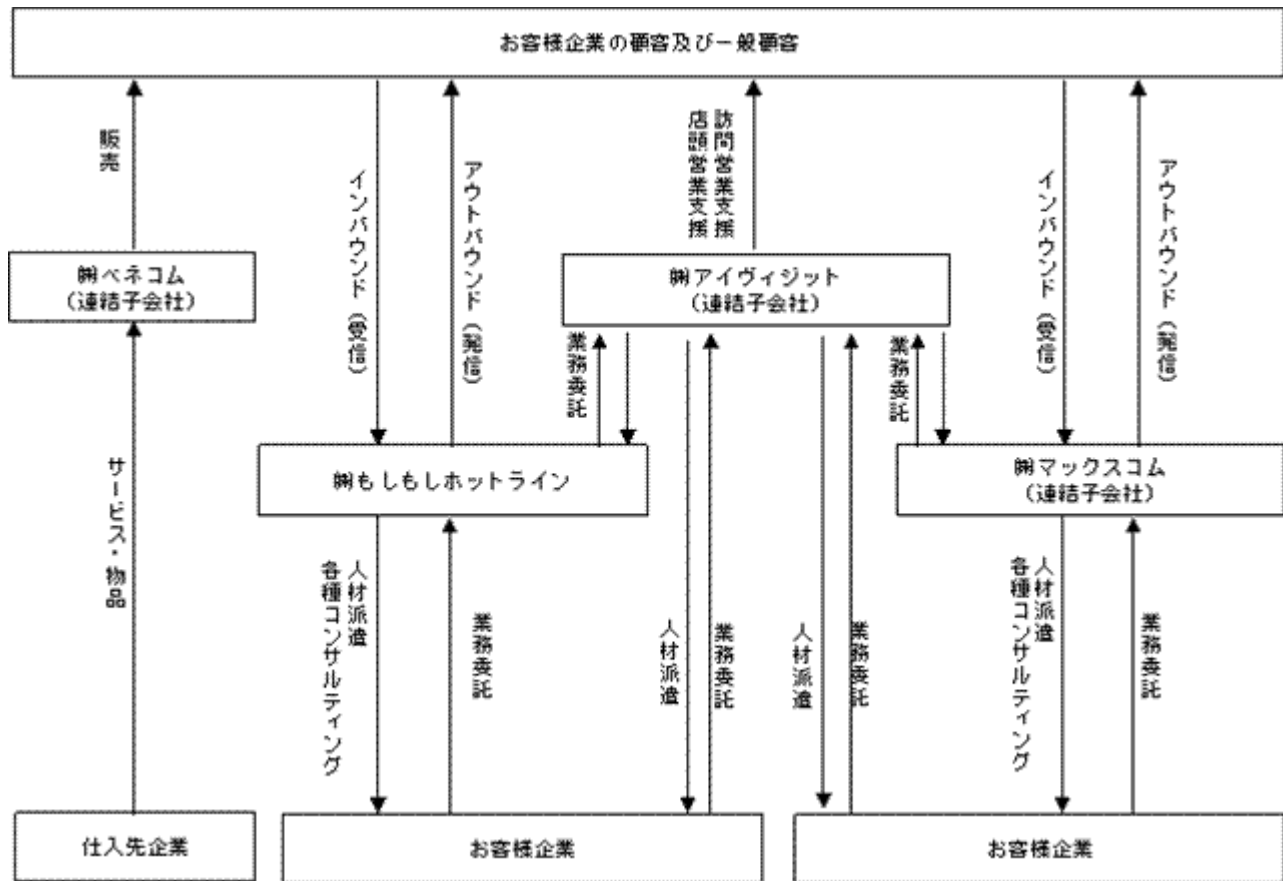 お客様企業の顧客及び一般顧客
販売
インバウンド(受信)
アウトバウンド(発信)
訪問営業支援
店頭営業支援
インバウンド(受信)
アウトバウンド(発信)
㈱ベネコム
(連結子会社)
㈱アイヴィジット
(連結子会社)
業務委託
業務委託
㈱もしもしホットライン
㈱マックスコム
(連結子会社)
サービス・物品
人材派遣
各種コンサルティング
業務委託
人材派遣
業務委託
人材派遣
業務委託
人材派遣
各種コンサルティング
業務委託
仕入先企業
お客様企業
お客様企業